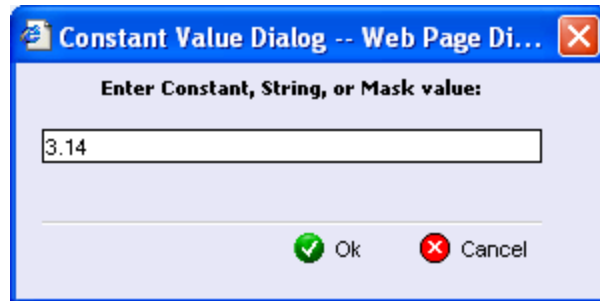 Constant Value Dialog -- Web Page Di...
Enter Constant, String, or Mask value:
3.14
Ok Cancel